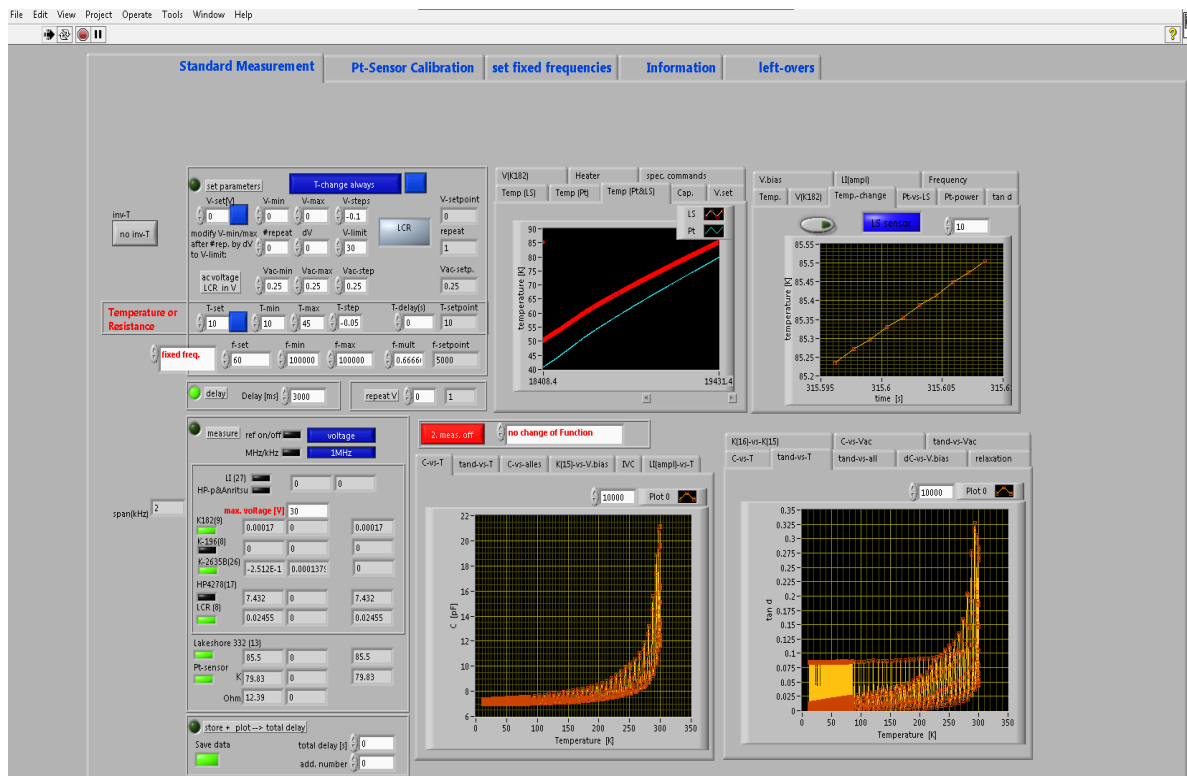 File Edit View Project Operate Tools Window Help
Standard Measurement Pt-Sensor Calibration set fixed frequencies Information left-overs
inv-T
no inv-T
set parameters T-change always
V-set[V] V-min V-max V-steps V-setpoint
0 0 0 -0.1 0
modify V-min/max #repeat dV V-limit LCR repeat
after #rep. by dV 0 0 30 1
to V-limit:
ac voltage Vac-min Vac-max Vac-step Vac-setp.
LCR in V 0.25 0.25 0.25 0.25
Temperature or T-set T-min T-max T-step T-delay(s) T-setpoint
Resistance 10 10 45 -0.05 0 10
f-set f-min f-max f-mult f-setpoint
fixed freq. 60 100000 100000 0.6666 5000
delay Delay [ms] 3000 repeat V 0 1
V(K182) Heater spec. commands
Temp (LS) Temp (Pt) Temp (Pt&LS) Cap. V.set
LS
Pt
temperature [K]
90
85
80
75
70
65
60
55
50
45
40
18408.4 19431.4
V.bias LI(ampl) Frequency
Temp. V(K182) Temp.-change Pt-vs-LS Pt-power tan d
LS sensor 10
temperature [K]
85.55
85.5
85.45
85.4
85.35
85.3
85.25
85.2
315.595 315.6 315.605 315.6
time [s]
measure ref on/off voltage
MHz/kHz 1MHz
LI (27) 0 0
HP-p&Anritsu
span(kHz) 2
max. voltage [V] 30
K182(9)
0.00017 0 0.00017
K-196(8)
0 0 0
K-2635B(26)
-2.512E-1 0.000137 0
HP4278(17)
7.432 0 7.432
LCR (8)
0.02455 0 0.02455
Lakeshore 332 (13)
85.5 0 85.5
Pt-sensor
K 79.83 0 79.83
Ohm 12.39 0
store + plot --> total delay
Save data total delay [s] 0
add. number 0
2. meas. off no change of Function
C-vs-T tand-vs-T C-vs-alles K(15)-vs-V.bias IVC LI(ampl)-vs-T
10000 Plot 0
C [pF]
22
20
18
16
14
12
10
8
6
0 50 100 150 200 250 300 350
Temperature [K]
K(16)-vs-K(15) C-vs-Vac tand-vs-Vac
C-vs-T tand-vs-T tand-vs-all dC-vs-V.bias relaxation
10000 Plot 0
tan d
0.35
0.3
0.275
0.25
0.225
0.2
0.175
0.15
0.125
0.1
0.075
0.05
0.025
0
0 50 100 150 200 250 300 350
Temperature [K]